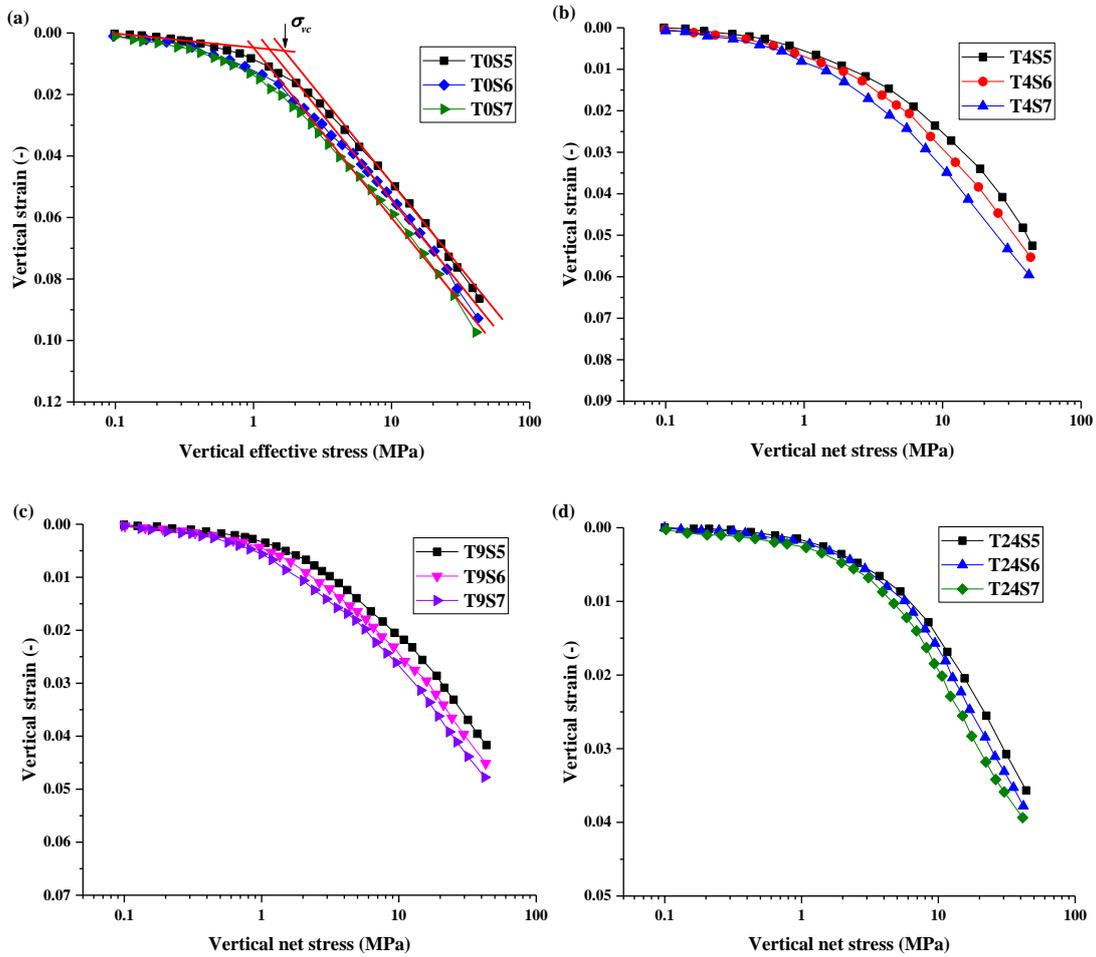 (a)
σvc
0.00
0.02
0.04
0.06
0.08
0.10
0.12
Vertical strain (-)
T0S5
T0S6
T0S7
0.1 1 10 100
Vertical effective stress (MPa)
(b)
0.00
0.01
0.02
0.03
0.04
0.05
0.06
0.07
0.08
0.09
Vertical strain (-)
T4S5
T4S6
T4S7
0.1 1 10 100
Vertical net stress (MPa)
(c)
0.00
0.01
0.02
0.03
0.04
0.05
0.06
0.07
Vertical strain (-)
T9S5
T9S6
T9S7
0.1 1 10 100
Vertical net stress (MPa)
(d)
0.00
0.01
0.02
0.03
0.04
0.05
Vertical strain (-)
T24S5
T24S6
T24S7
0.1 1 10 100
Vertical net stress (MPa)